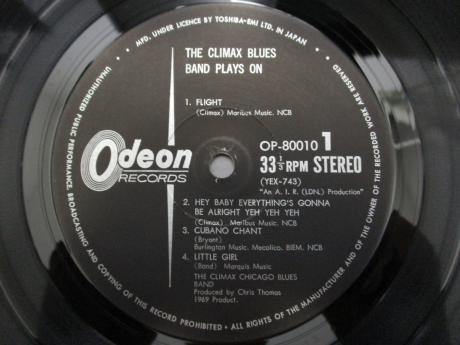 MFD. UNDER LICENCE BY TOSHIBA-EMI LTD. IN JAPAN
UNAUTHORIZED PUBLIC PERFORMANCE, BROADCASTING AND COPYING OF THIS RECORD PROHIBITED • ALL RIGHTS OF THE MANUFACTURER AND OF THE OWNER OF THE RECORDED WORK ARE RESERVED
THE CLIMAX BLUES
BAND PLAYS ON
1. FLIGHT
(Climax) Maribus Music. NCB
Odeon
RECORDS
OP-80010 1
33 1/3 RPM STEREO
(YEX-743)
"An A. I. R. (LDN.) Production"
2. HEY BABY EVERYTHING'S GONNA
BE ALRIGHT YEH YEH YEH
(Climax) Maribus Music. NCB
3. CUBANO CHANT
(Bryant)
Burlington Music. Mecolico. BIEM. NCB
4. LITTLE GIRL
(Band) Marquis Music
THE CLIMAX CHICAGO BLUES
BAND
Produced by Chris Thomas
1969 Product.